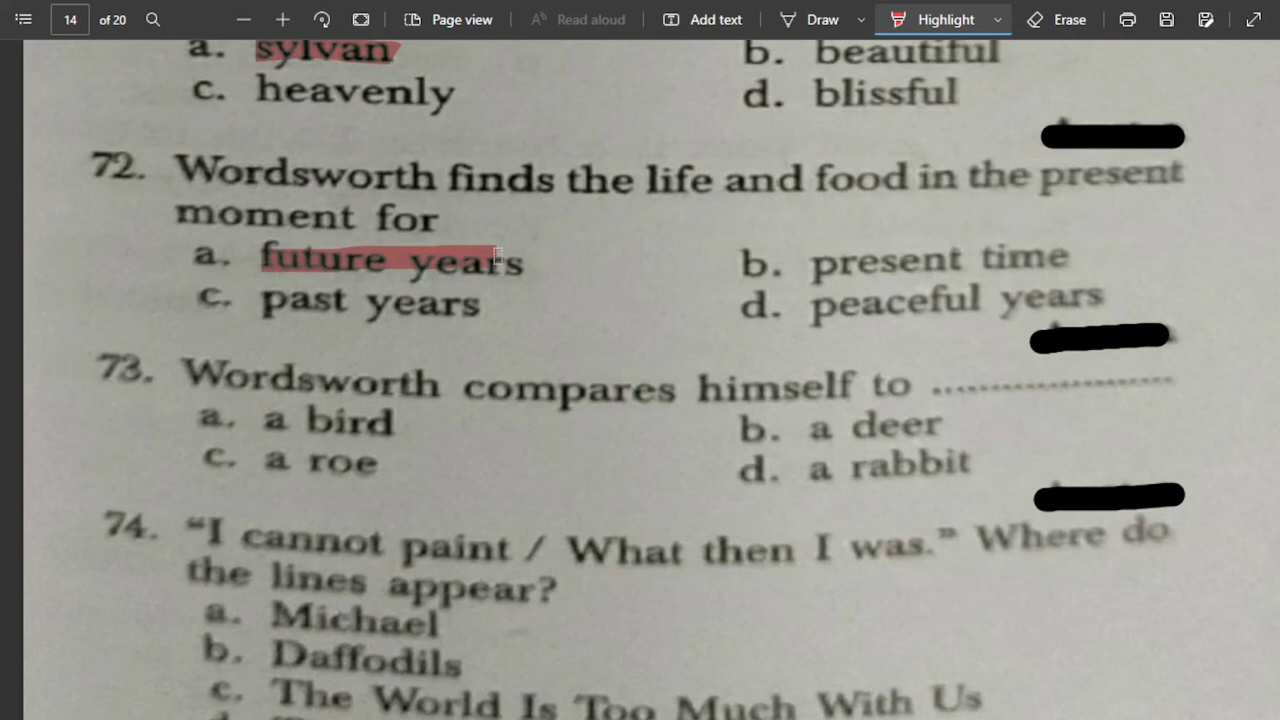 14 of 20 Page view Read aloud Add text Draw Highlight Erase
a. sylvan b. beautiful
c. heavenly d. blissful
72. Wordsworth finds the life and food in the present
moment for
a. future years b. present time
c. past years d. peaceful years
73. Wordsworth compares himself to ........................
a. a bird b. a deer
c. a roe d. a rabbit
74. “I cannot paint / What then I was.” Where do
the lines appear?
a. Michael
b. Daffodils
c. The World Is Too Much With Us